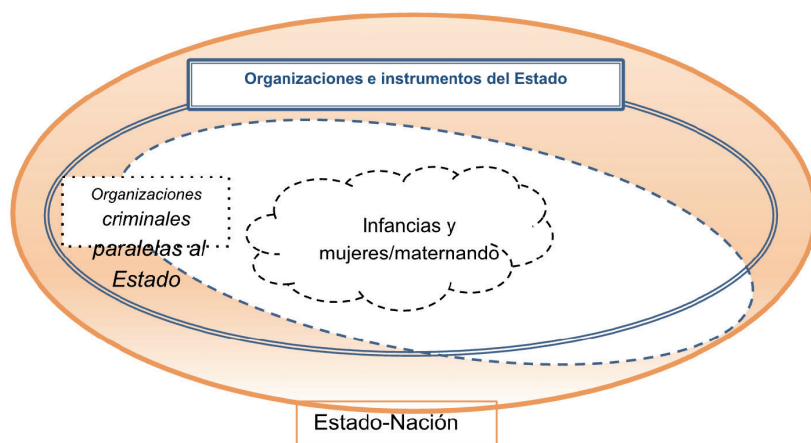 Organizaciones e instrumentos del Estado
Organizaciones
criminales
paralelas al
Estado
Infancias y
mujeres/maternando
Estado-Nación